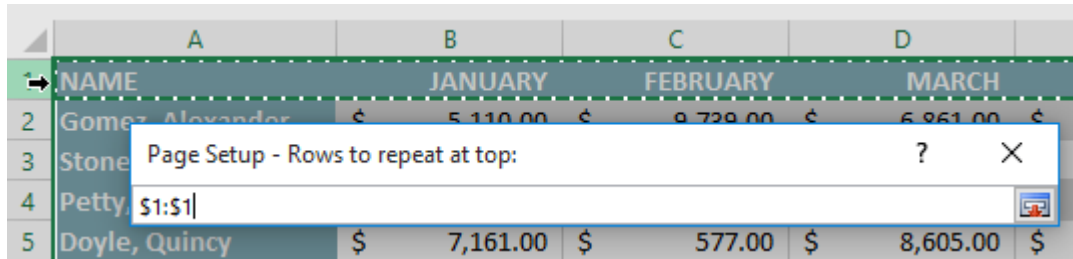 A B C D
NAME JANUARY FEBRUARY MARCH
2 Gomez, Alexander $ 5,110.00 $ 9,739.00 $ 6,861.00 $
3 Stone
Page Setup - Rows to repeat at top: ? X
4 Petty,
$1:$1
5 Doyle, Quincy $ 7,161.00 $ 577.00 $ 8,605.00 $